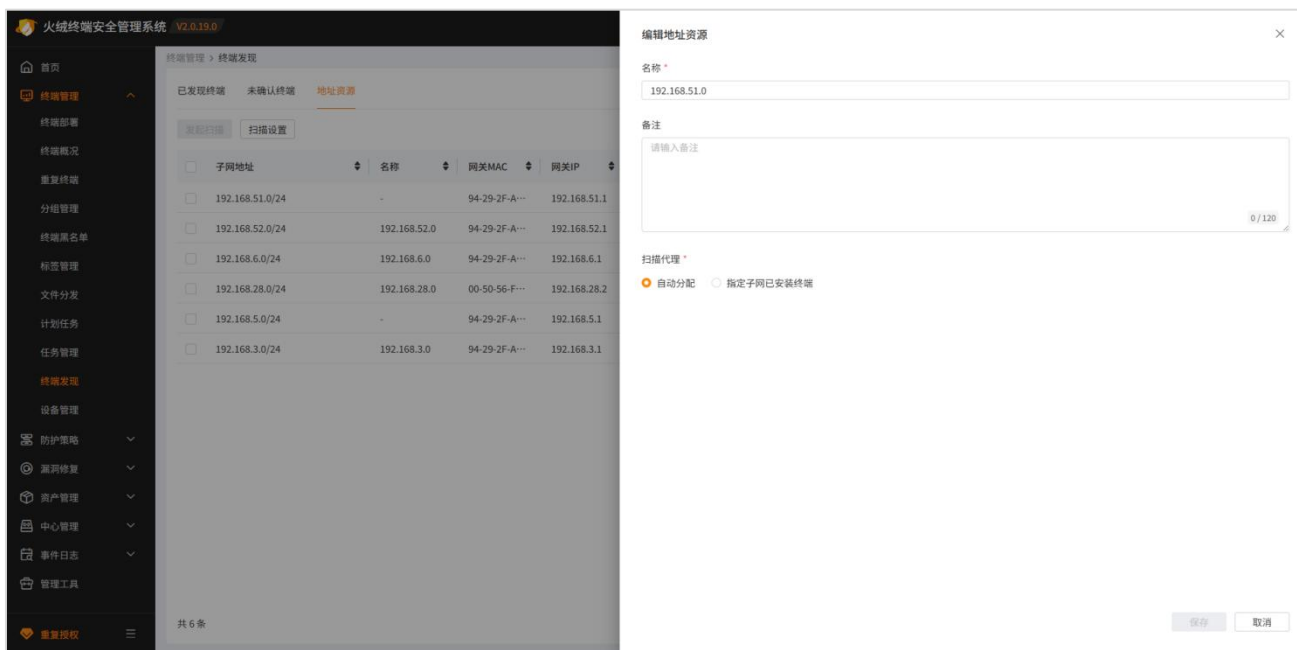 火绒终端安全管理系统 V2.0.19.0
首页
终端管理
终端部署
终端概况
重复终端
分组管理
终端黑名单
标签管理
文件分发
计划任务
任务管理
终端发现
设备管理
防护策略
漏洞修复
资产管理
中心管理
事件日志
管理工具
重复授权
终端管理 > 终端发现
已发现终端 未确认终端 地址资源
发起扫描 扫描设置
子网地址 名称 网关MAC 网关IP
192.168.51.0/24 - 94-29-2F-A··· 192.168.51.1
192.168.52.0/24 192.168.52.0 94-29-2F-A··· 192.168.52.1
192.168.6.0/24 192.168.6.0 94-29-2F-A··· 192.168.6.1
192.168.28.0/24 192.168.28.0 00-50-56-F··· 192.168.28.2
192.168.5.0/24 - 94-29-2F-A··· 192.168.5.1
192.168.3.0/24 192.168.3.0 94-29-2F-A··· 192.168.3.1
共 6 条
编辑地址资源
名称 *
192.168.51.0
备注
请输入备注
0 / 120
扫描代理 *
自动分配 指定子网已安装终端
保存 取消